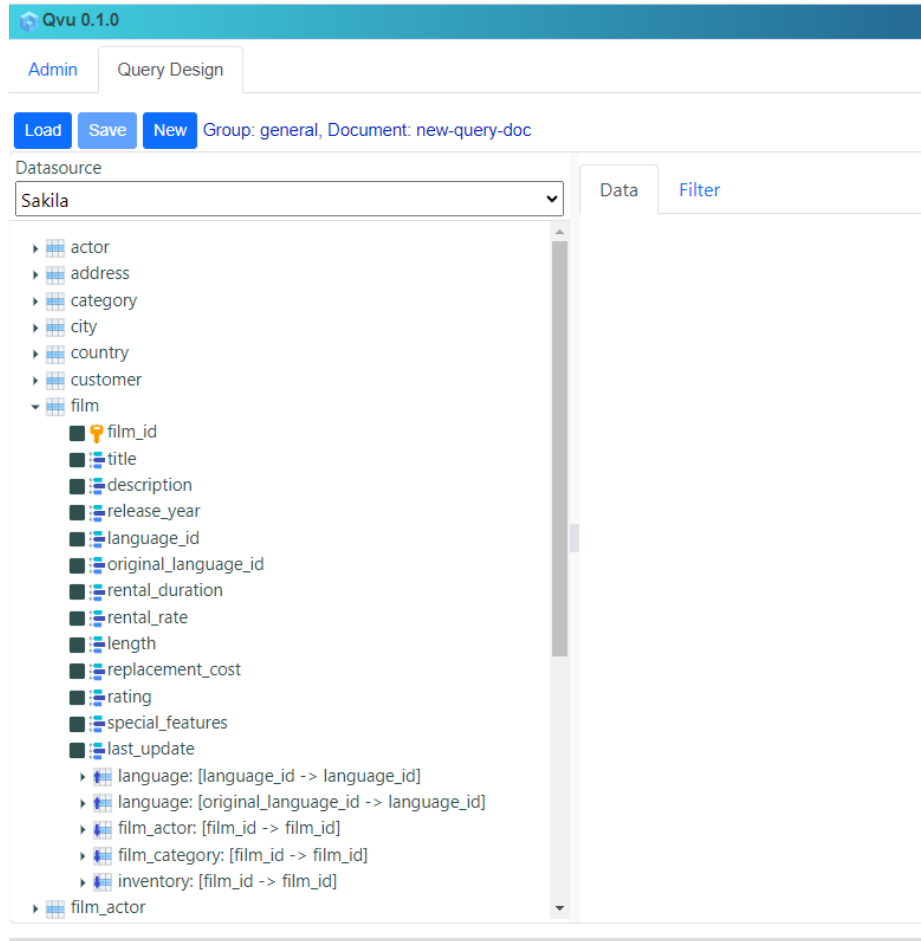 Qvu 0.1.0
Admin Query Design
Load Save New Group: general, Document: new-query-doc
Datasource
Sakila
Data Filter
actor
address
category
city
country
customer
film
film_id
title
description
release_year
language_id
original_language_id
rental_duration
rental_rate
length
replacement_cost
rating
special_features
last_update
language: [language_id -> language_id]
language: [original_language_id -> language_id]
film_actor: [film_id -> film_id]
film_category: [film_id -> film_id]
inventory: [film_id -> film_id]
film_actor